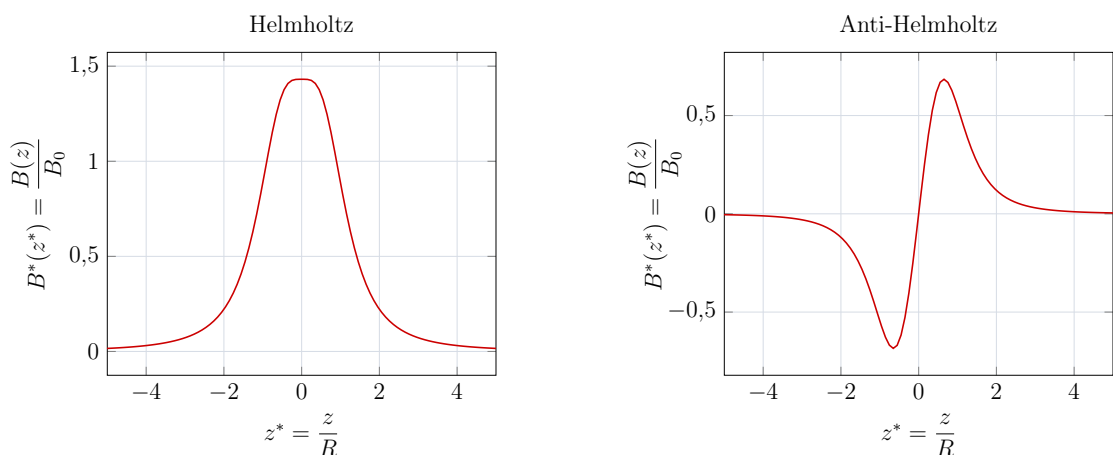 Helmholtz
1,5
1
0,5
0
−4
−2
0
2
4
B*(z*) = B(z)/B₀
z* = z/R
Anti-Helmholtz
0,5
0
−0,5
−4
−2
0
2
4
B*(z*) = B(z)/B₀
z* = z/R